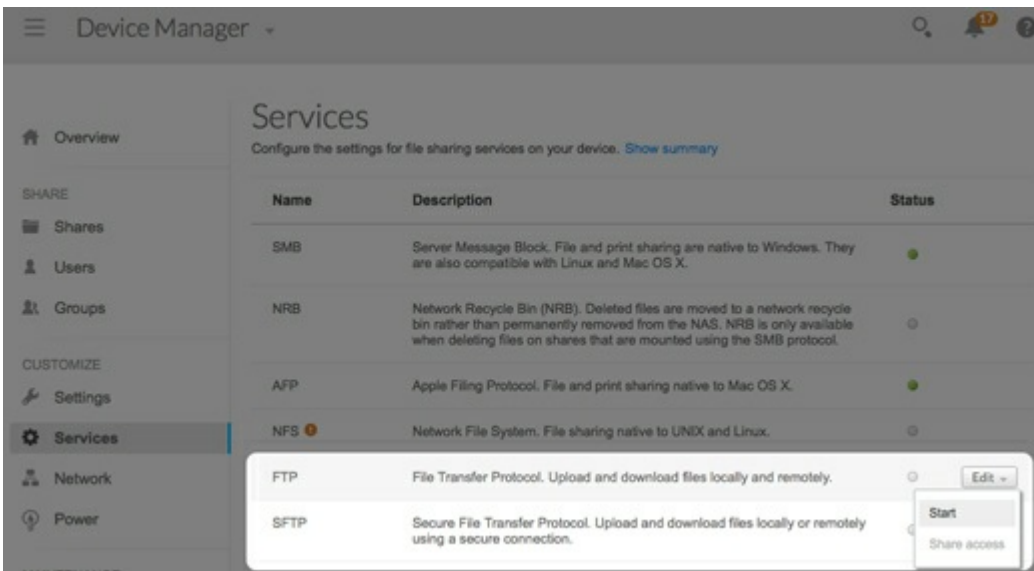 Device Manager
17
?
Overview
SHARE
Shares
Users
Groups
CUSTOMIZE
Settings
Services
Network
Power
Services
Configure the settings for file sharing services on your device. Show summary
Name Description Status
SMB Server Message Block. File and print sharing are native to Windows. They
are also compatible with Linux and Mac OS X.
NRB Network Recycle Bin (NRB). Deleted files are moved to a network recycle
bin rather than permanently removed from the NAS. NRB is only available
when deleting files on shares that are mounted using the SMB protocol.
AFP Apple Filing Protocol. File and print sharing native to Mac OS X.
NFS Network File System. File sharing native to UNIX and Linux.
FTP File Transfer Protocol. Upload and download files locally and remotely. Edit
SFTP Secure File Transfer Protocol. Upload and download files locally or remotely
using a secure connection.
Start
Share access